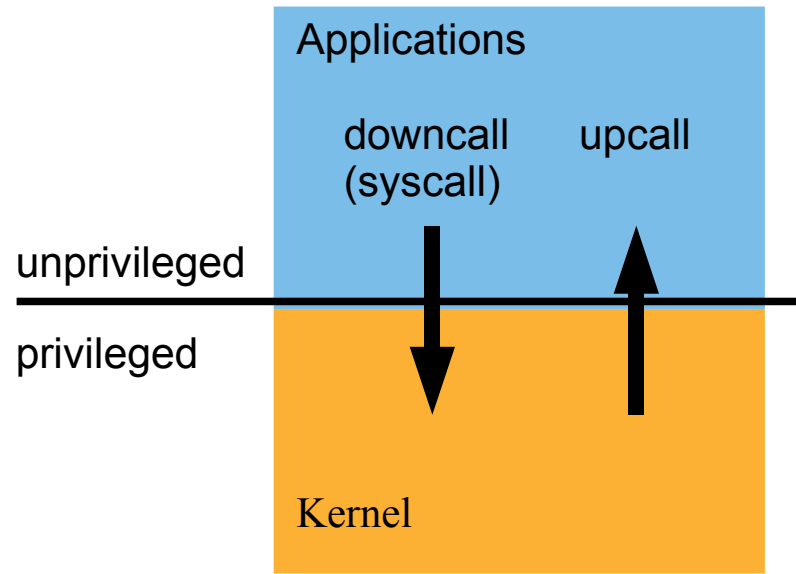 Applications
downcall
(syscall)
upcall
unprivileged
privileged
Kernel